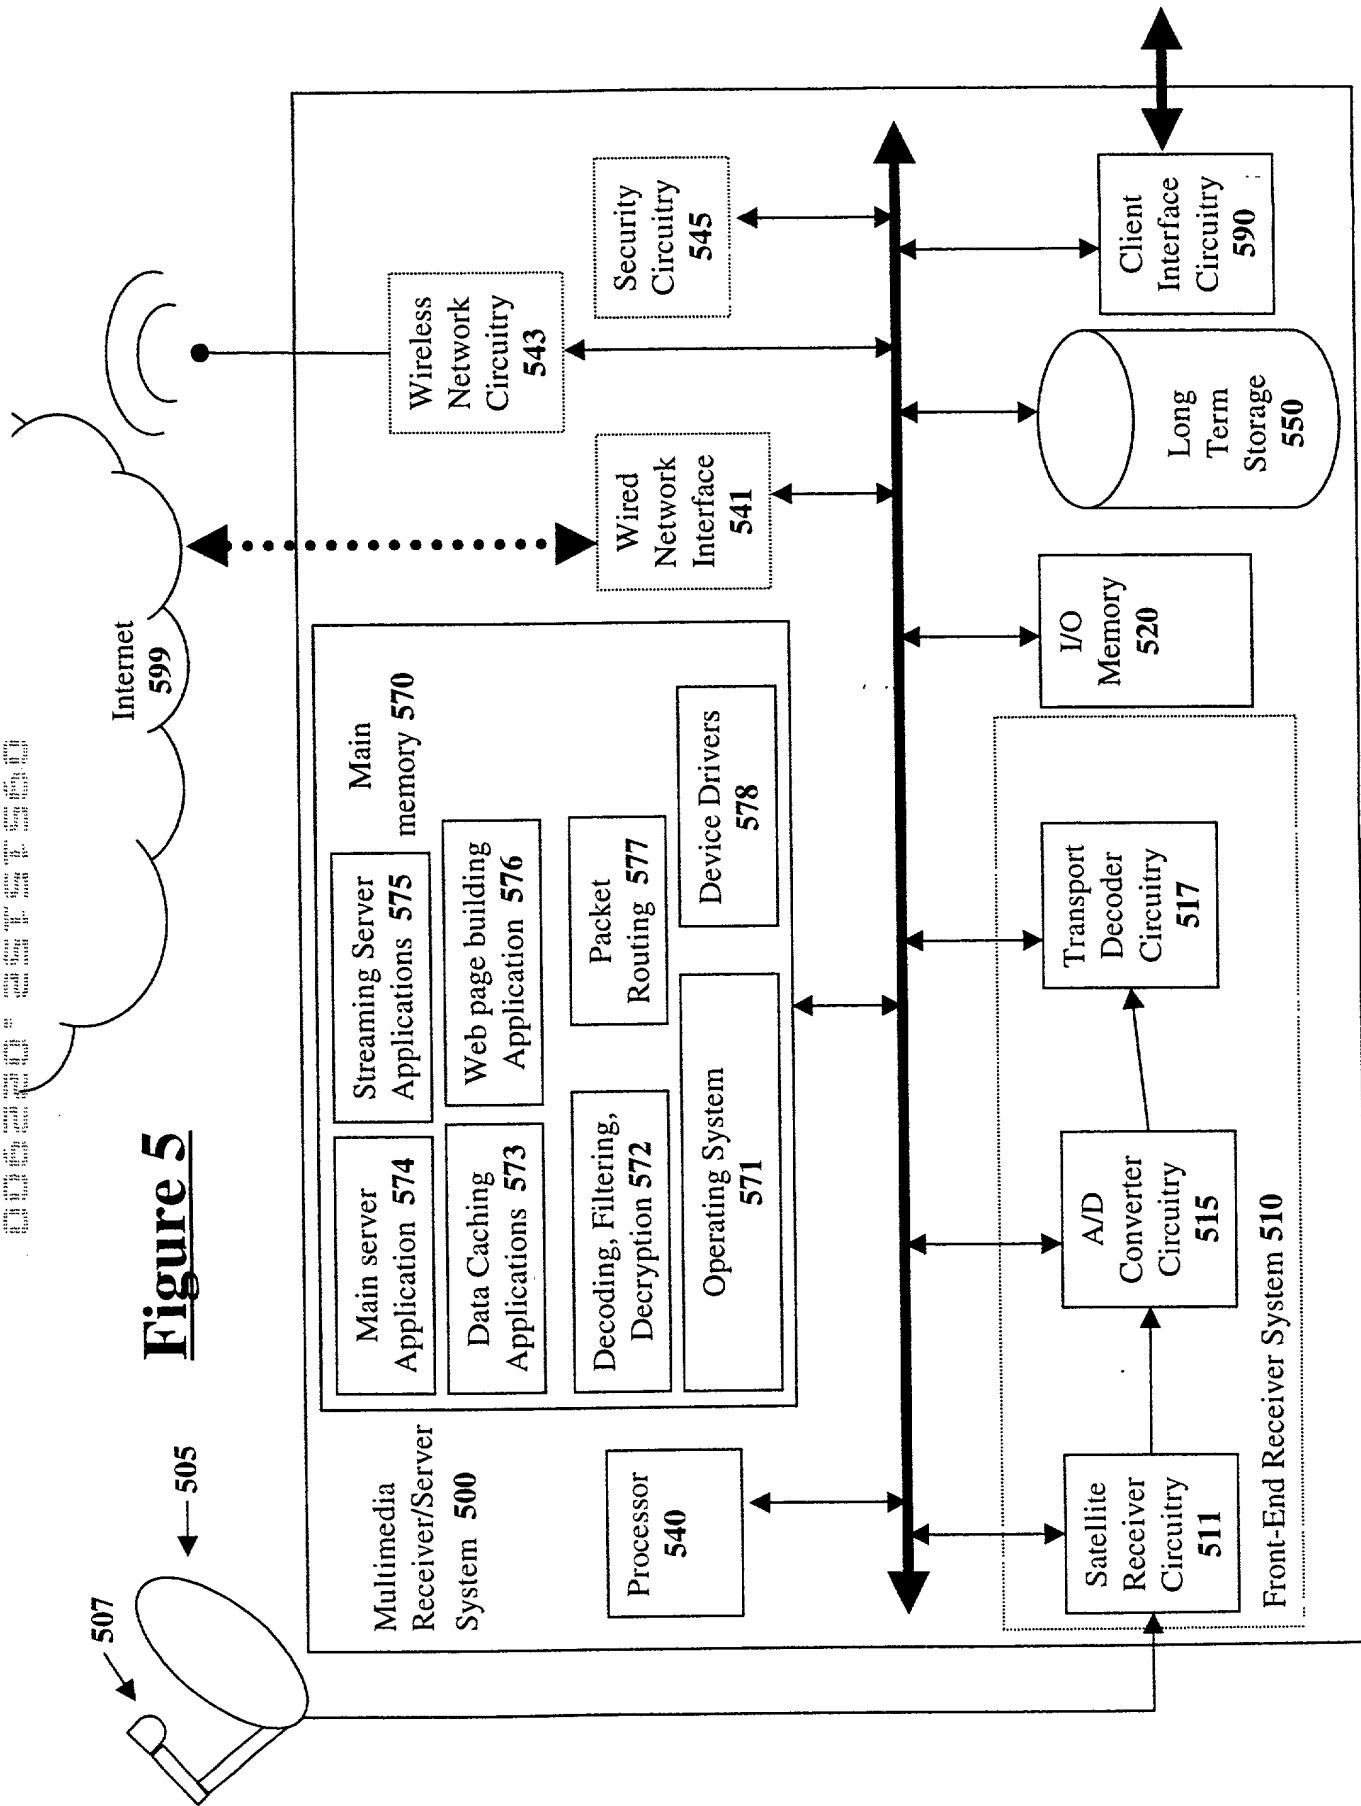 Figure 5
507
505
Internet
599
Multimedia
Receiver/Server
System 500
Main server
Application 574
Streaming Server
Applications 575
Main
memory 570
Data Caching
Applications 573
Web page building
Application 576
Decoding, Filtering,
Decryption 572
Packet
Routing 577
Operating System
571
Device Drivers
578
Processor
540
Wired
Network
Interface
541
Wireless
Network
Circuitry
543
Security
Circuitry
545
Satellite
Receiver
Circuitry
511
A/D
Converter
Circuitry
515
Transport
Decoder
Circuitry
517
Front-End Receiver System 510
I/O
Memory
520
Long
Term
Storage
550
Client
Interface
Circuitry
590